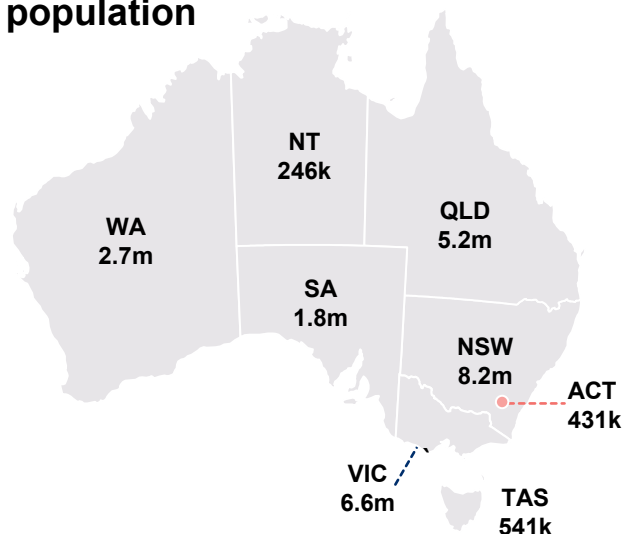 population
NT
246k
WA
2.7m
QLD
5.2m
SA
1.8m
NSW
8.2m
ACT
431k
VIC
6.6m
TAS
541k